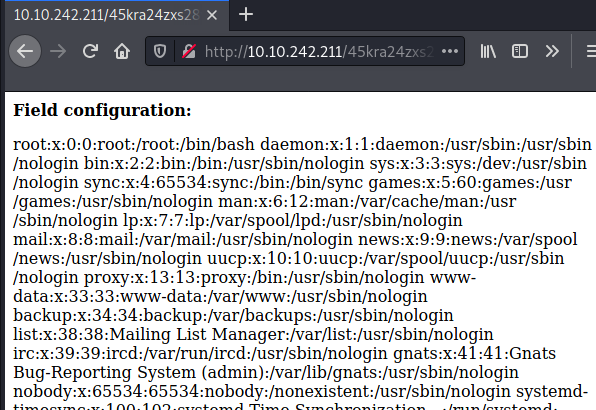 10.10.242.211/45kra24zxs28
http://10.10.242.211/45kra24zxs2
Field configuration:
root:x:0:0:root:/root:/bin/bash daemon:x:1:1:daemon:/usr/sbin:/usr/sbin
/nologin bin:x:2:2:bin:/bin:/usr/sbin/nologin sys:x:3:3:sys:/dev:/usr/sbin
/nologin sync:x:4:65534:sync:/bin:/bin/sync games:x:5:60:games:/usr
/games:/usr/sbin/nologin man:x:6:12:man:/var/cache/man:/usr
/sbin/nologin lp:x:7:7:lp:/var/spool/lpd:/usr/sbin/nologin
mail:x:8:8:mail:/var/mail:/usr/sbin/nologin news:x:9:9:news:/var/spool
/news:/usr/sbin/nologin uucp:x:10:10:uucp:/var/spool/uucp:/usr/sbin
/nologin proxy:x:13:13:proxy:/bin:/usr/sbin/nologin www-
data:x:33:33:www-data:/var/www:/usr/sbin/nologin
backup:x:34:34:backup:/var/backups:/usr/sbin/nologin
list:x:38:38:Mailing List Manager:/var/list:/usr/sbin/nologin
irc:x:39:39:ircd:/var/run/ircd:/usr/sbin/nologin gnats:x:41:41:Gnats
Bug-Reporting System (admin):/var/lib/gnats:/usr/sbin/nologin
nobody:x:65534:65534:nobody:/nonexistent:/usr/sbin/nologin systemd-
timesync:x:100:102:systemd Time Synchronization,,,:/run/systemd: